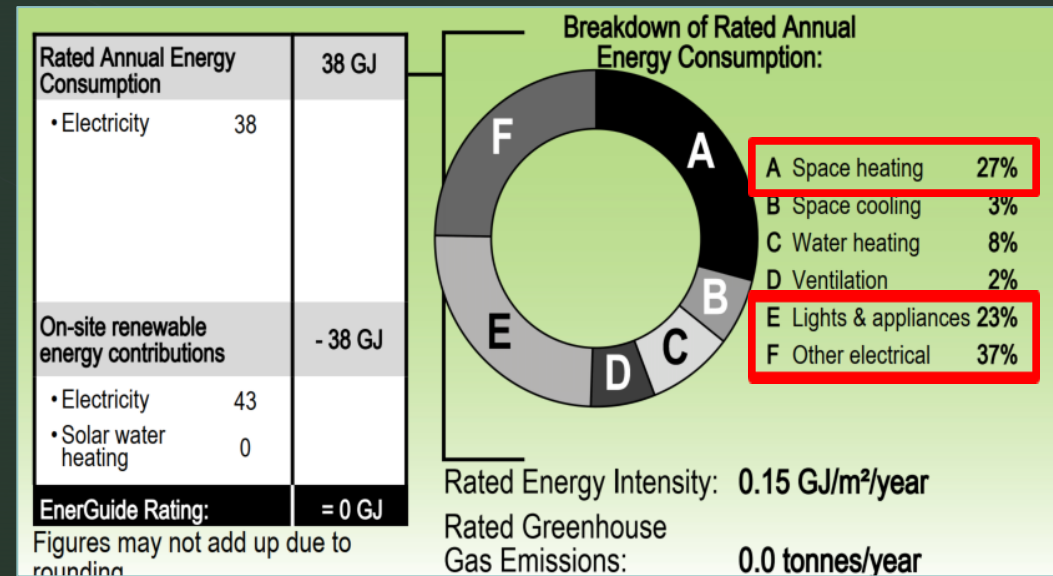 Breakdown of Rated Annual
Energy Consumption:
Rated Annual Energy
Consumption
38 GJ
• Electricity 38
On-site renewable
energy contributions
- 38 GJ
• Electricity 43
• Solar water
heating 0
EnerGuide Rating: = 0 GJ
Figures may not add up due to
rounding
A
B
C
D
E
F
A Space heating 27%
B Space cooling 3%
C Water heating 8%
D Ventilation 2%
E Lights & appliances 23%
F Other electrical 37%
Rated Energy Intensity: 0.15 GJ/m²/year
Rated Greenhouse
Gas Emissions: 0.0 tonnes/year